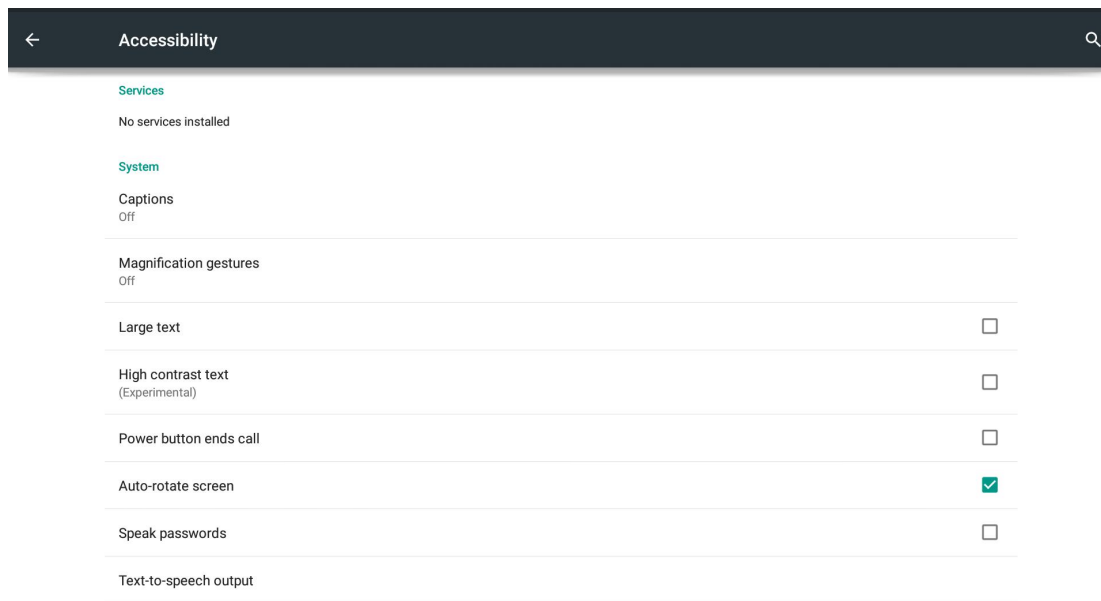 Accessibility
Services
No services installed
System
Captions
Off
Magnification gestures
Off
Large text
High contrast text
(Experimental)
Power button ends call
Auto-rotate screen
Speak passwords
Text-to-speech output